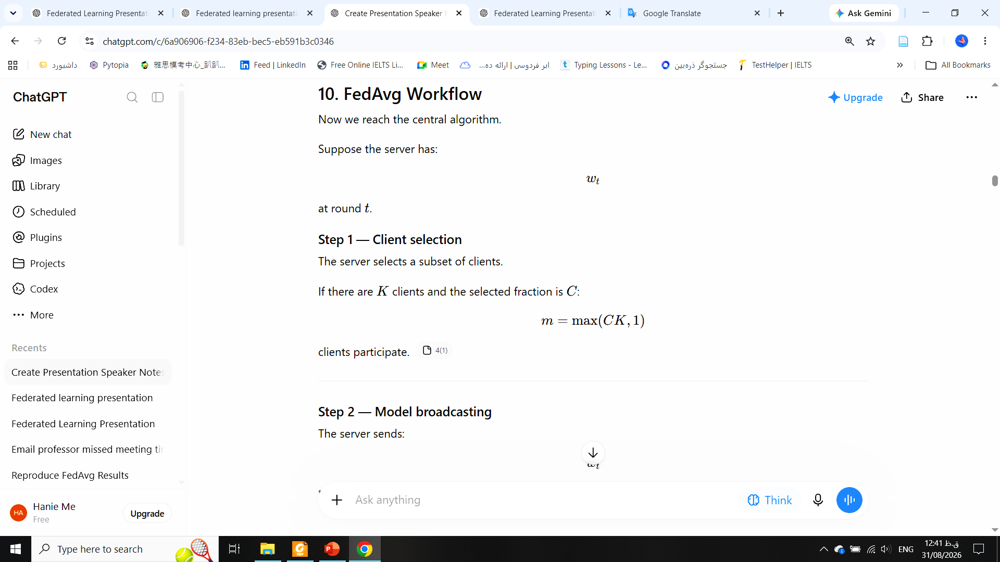 Federated Learning Presentat
Federated learning presentati
Create Presentation Speaker
Federated Learning Presentat
Google Translate
Ask Gemini
chatgpt.com/c/6a906906-f234-83eb-bec5-eb591b3c0346
داشبورد
Pytopia
雅思模考中心_趴趴...
Feed | LinkedIn
Free Online IELTS Li...
Meet
ابر فردوسی | ارائه ده...
Typing Lessons - Le...
جستجوگر ذره‌بین
TestHelper | IELTS
All Bookmarks
ChatGPT
New chat
Images
Library
Scheduled
Plugins
Projects
Codex
More
Recents
Create Presentation Speaker Notes
Federated learning presentation
Federated Learning Presentation
Email professor missed meeting tir
Reproduce FedAvg Results
HA
Hanie Me
Free
Upgrade
Upgrade
Share
10. FedAvg Workflow
Now we reach the central algorithm.
Suppose the server has:
w_t
at round t.
Step 1 — Client selection
The server selects a subset of clients.
If there are K clients and the selected fraction is C:
m = max(CK, 1)
clients participate. 4(1)
Step 2 — Model broadcasting
The server sends:
w_t
Ask anything
Think
Type here to search
ENG
12:41 ق.ظ
31/08/2026